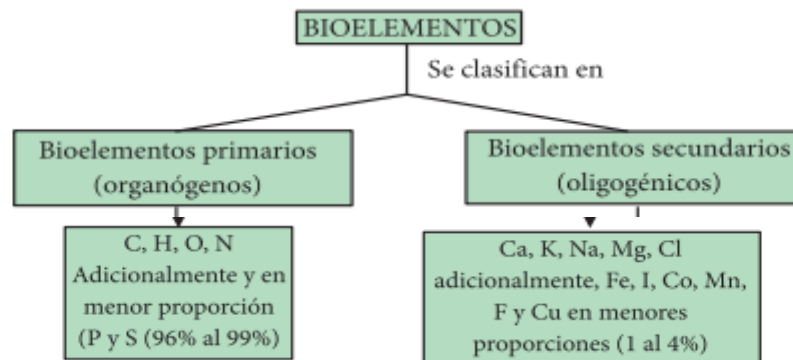 BIOELEMENTOS
Se clasifican en
Bioelementos primarios
(organógenos)
C, H, O, N
Adicionalmente y en
menor proporción
(P y S (96% al 99%)
Bioelementos secundarios
(oligogénicos)
Ca, K, Na, Mg, Cl
adicionalmente, Fe, I, Co, Mn,
F y Cu en menores
proporciones (1 al 4%)